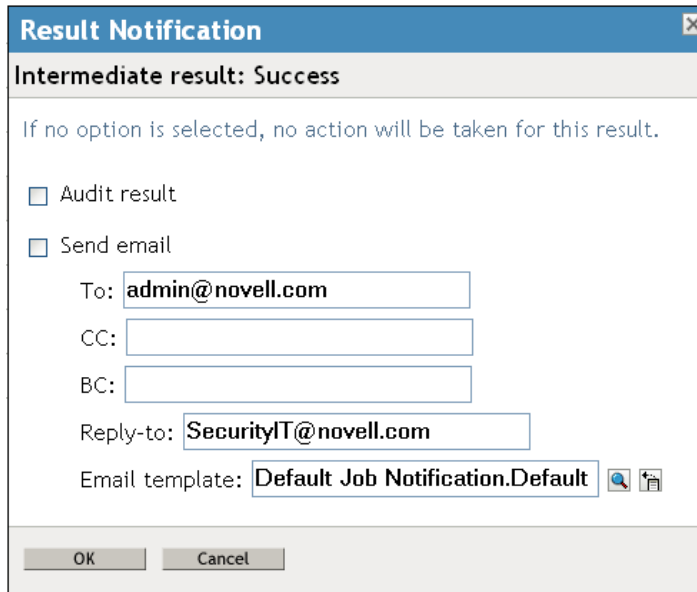 Result Notification
Intermediate result: Success
If no option is selected, no action will be taken for this result.
Audit result
Send email
To: admin@novell.com
CC:
BC:
Reply-to: SecurityIT@novell.com
Email template: Default Job Notification.Default
OK Cancel